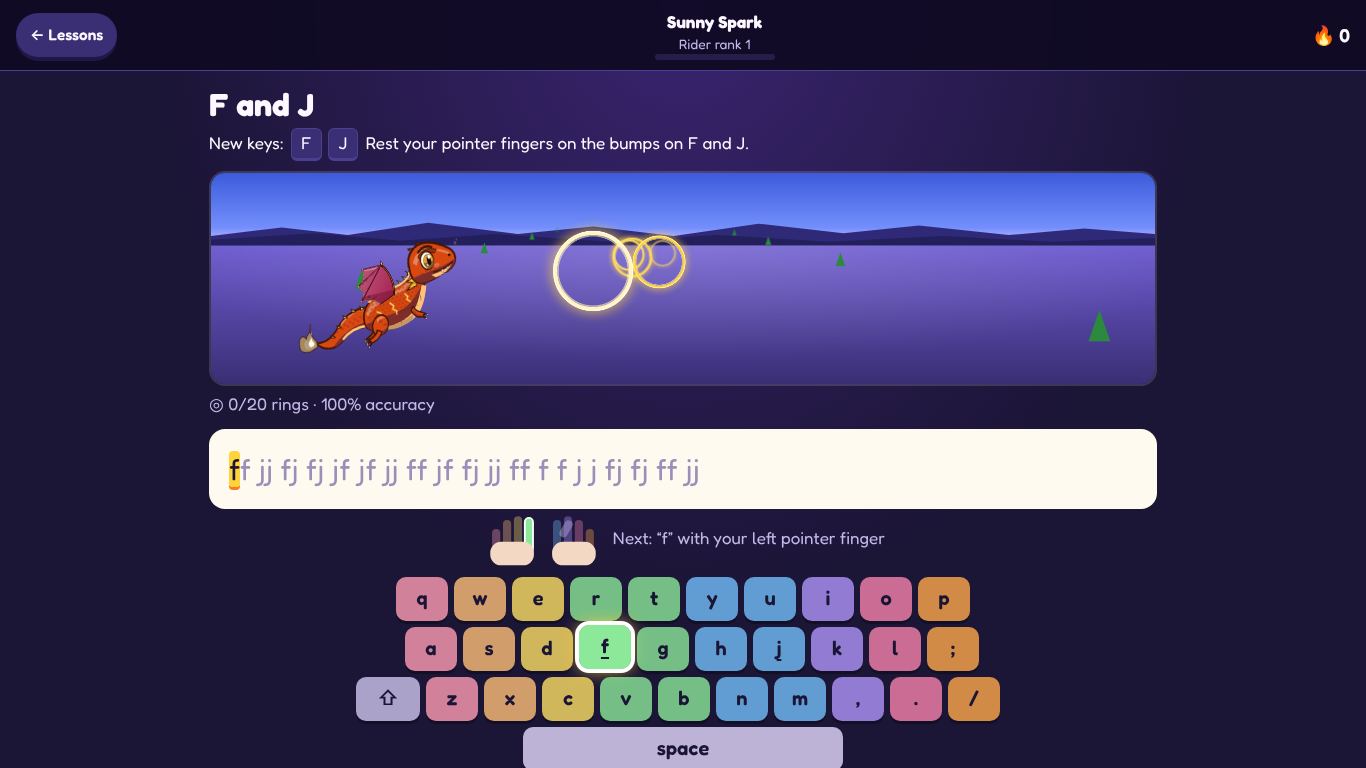 ← Lessons
Sunny Spark
Rider rank 1
🔥 0
F and J
New keys: F J Rest your pointer fingers on the bumps on F and J.
◎ 0/20 rings · 100% accuracy
ff jj fj fj jf jf jj ff jf fj jj ff f f j j fj fj ff jj
Next: “f” with your left pointer finger
q w e r t y u i o p
a s d f g h j k l ;
⇧ z x c v b n m , . /
space